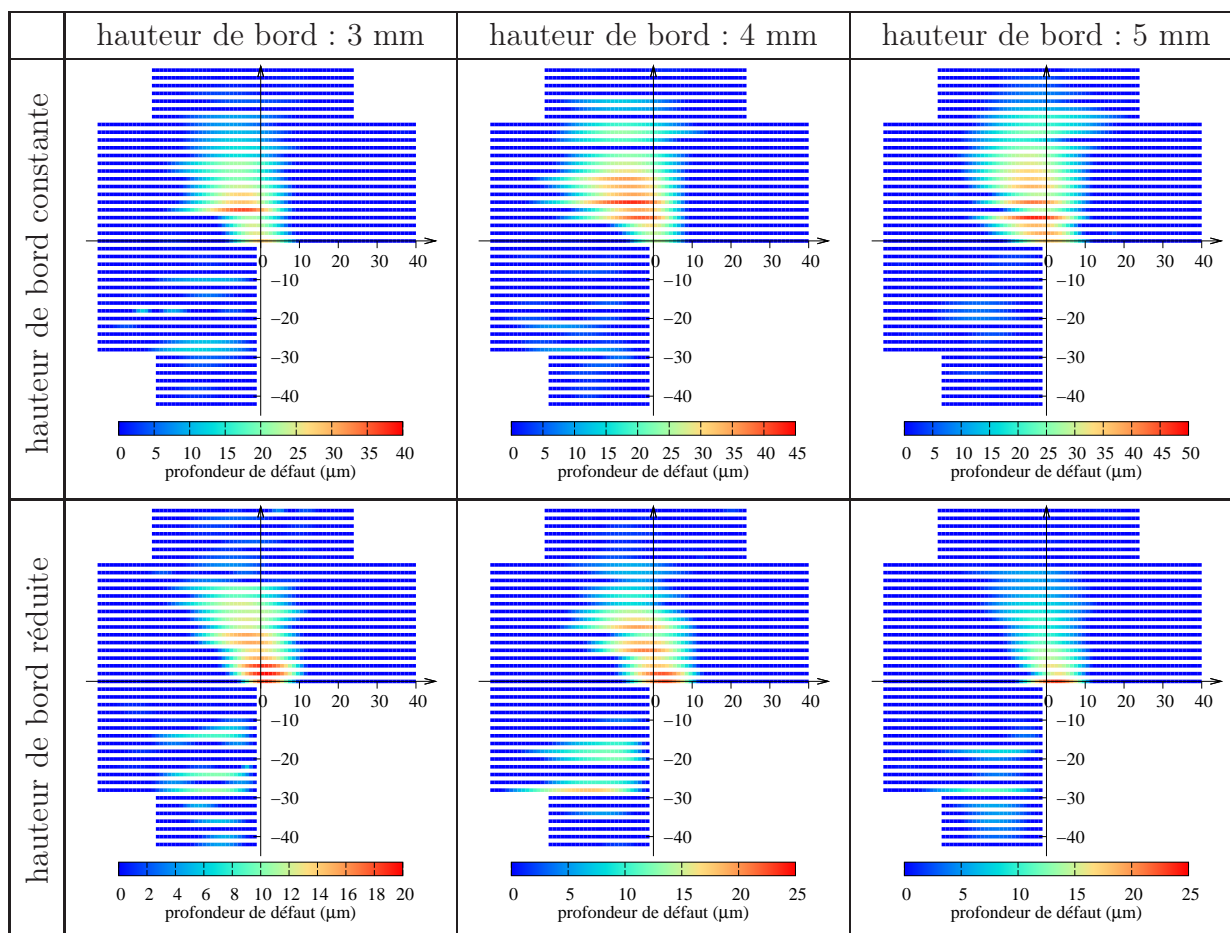 hauteur de bord : 3 mm
hauteur de bord : 4 mm
hauteur de bord : 5 mm
hauteur de bord constante
0 10 20 30 40
−10
−20
−30
−40
0 5 10 15 20 25 30 35 40
profondeur de défaut (μm)
0 10 20 30 40
−10
−20
−30
−40
0 5 10 15 20 25 30 35 40 45
profondeur de défaut (μm)
0 10 20 30 40
−10
−20
−30
−40
0 5 10 15 20 25 30 35 40 45 50
profondeur de défaut (μm)
hauteur de bord réduite
0 10 20 30 40
−10
−20
−30
−40
0 2 4 6 8 10 12 14 16 18 20
profondeur de défaut (μm)
0 10 20 30 40
−10
−20
−30
−40
0 5 10 15 20 25
profondeur de défaut (μm)
0 10 20 30 40
−10
−20
−30
−40
0 5 10 15 20 25
profondeur de défaut (μm)